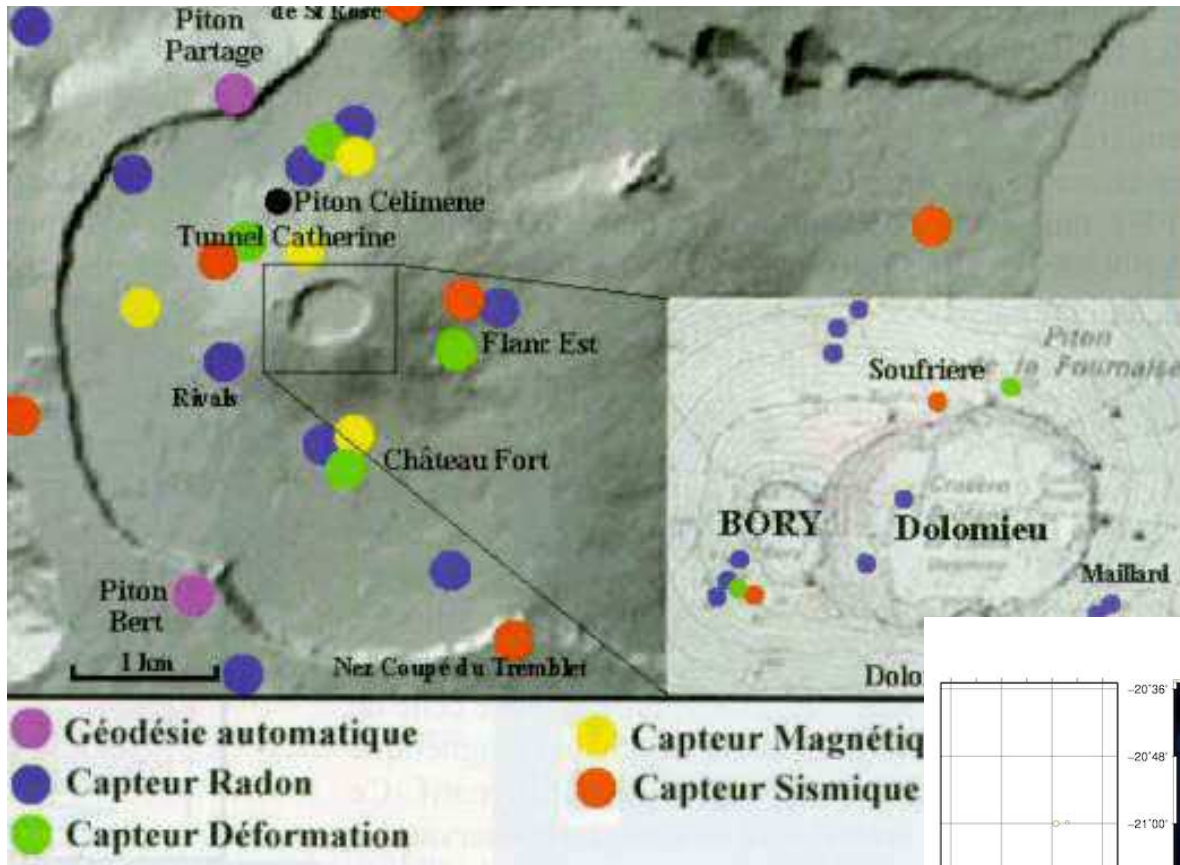 de St Rose
Piton
Partage
Piton Célimene
Tunnel Catherine
Flanc Est
Rivals
Château Fort
Piton
Bert
1 km
Nez Coupé du Tremblet
Piton
la Fournaise
Soufriere
BORY
Dolomieu
Maillard
Dolo
Géodésie automatique
Capteur Radon
Capteur Déformation
Capteur Magnétiq
Capteur Sismique
-20°36'
-20°48'
-21°00'